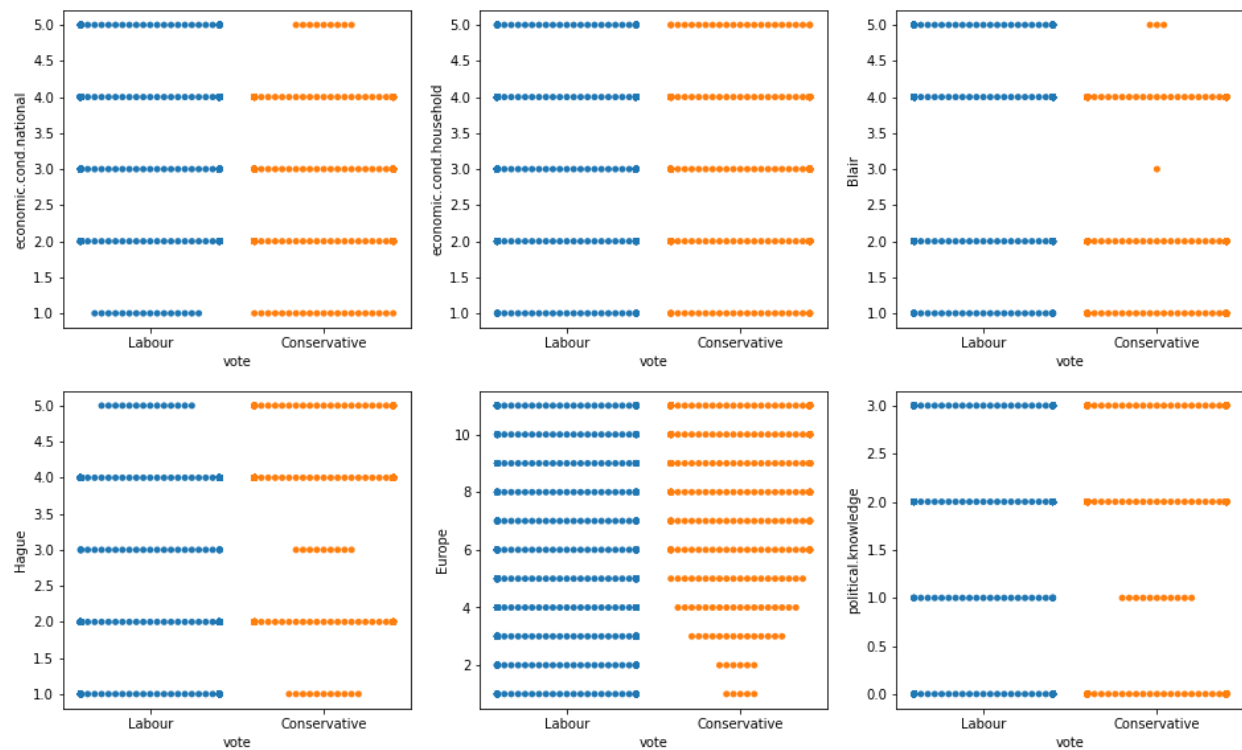 economic.cond.national
5.0
4.5
4.0
3.5
3.0
2.5
2.0
1.5
1.0
Labour
Conservative
vote
economic.cond.household
5.0
4.5
4.0
3.5
3.0
2.5
2.0
1.5
1.0
Labour
Conservative
vote
Blair
5.0
4.5
4.0
3.5
3.0
2.5
2.0
1.5
1.0
Labour
Conservative
vote
Hague
5.0
4.5
4.0
3.5
3.0
2.5
2.0
1.5
1.0
Labour
Conservative
vote
Europe
10
8
6
4
2
Labour
Conservative
vote
political.knowledge
3.0
2.5
2.0
1.5
1.0
0.5
0.0
Labour
Conservative
vote